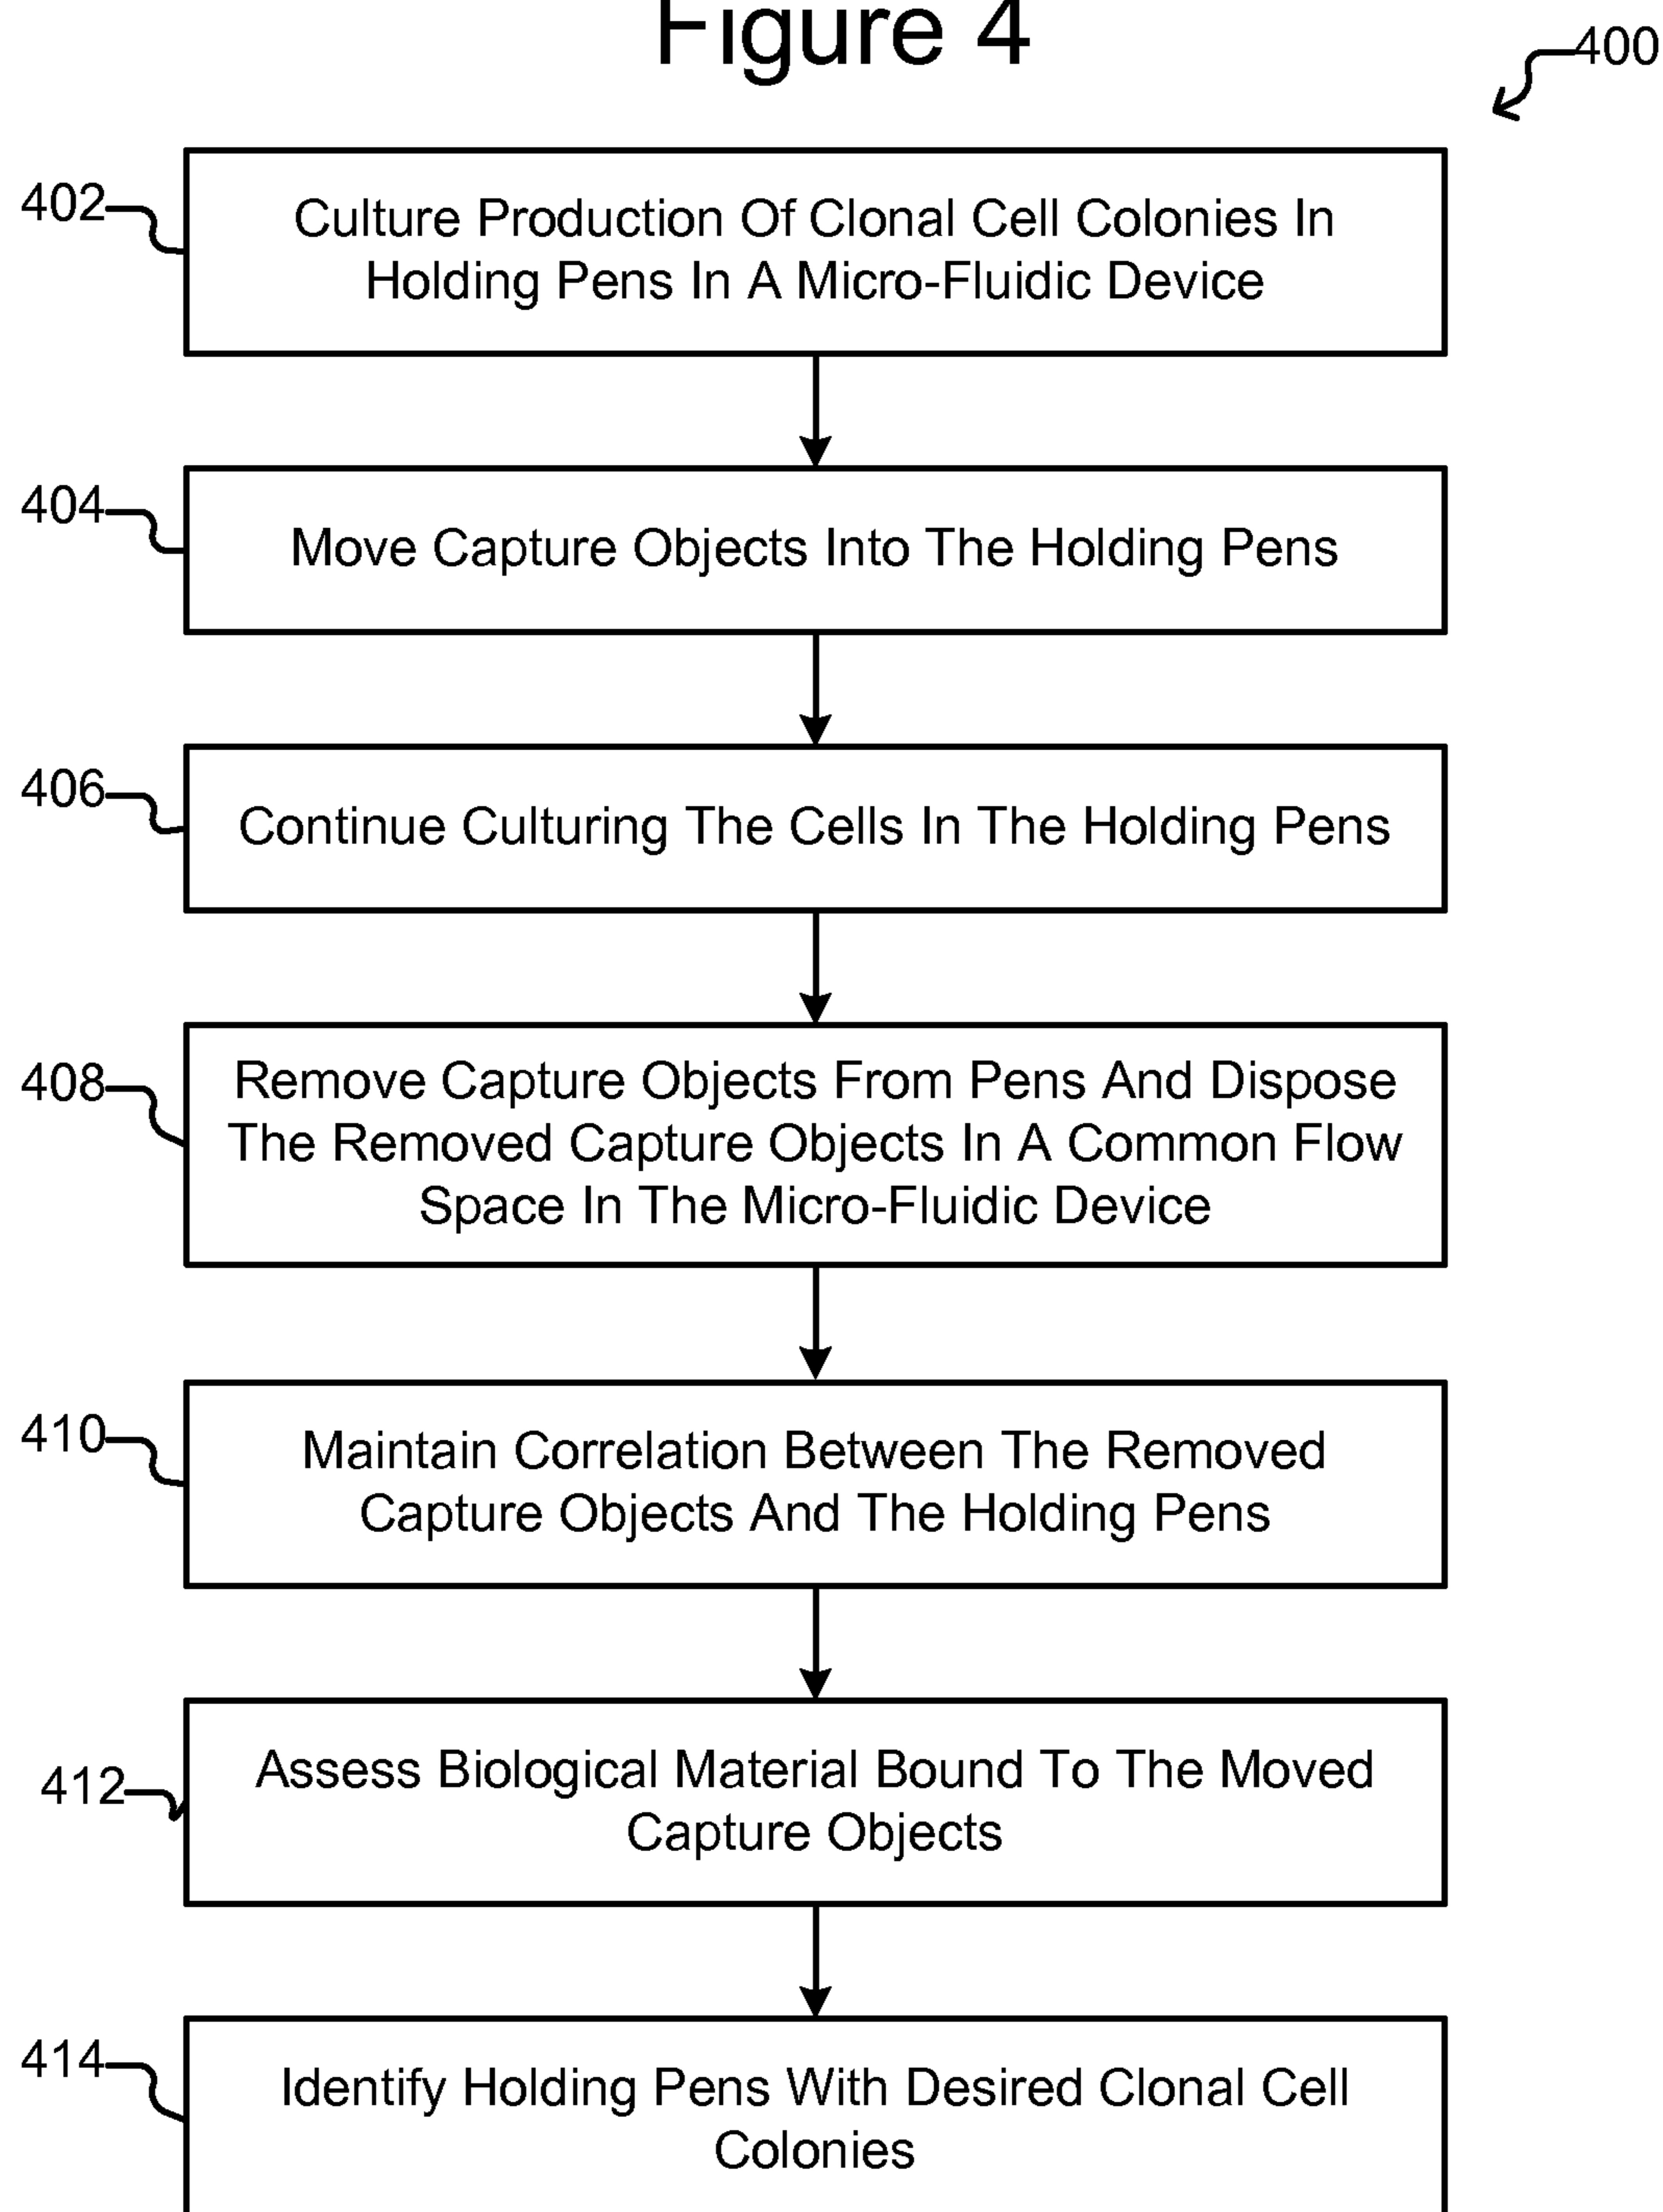 Figure 4
400
402
Culture Production Of Clonal Cell Colonies In
Holding Pens In A Micro-Fluidic Device
404
Move Capture Objects Into The Holding Pens
406
Continue Culturing The Cells In The Holding Pens
408
Remove Capture Objects From Pens And Dispose
The Removed Capture Objects In A Common Flow
Space In The Micro-Fluidic Device
410
Maintain Correlation Between The Removed
Capture Objects And The Holding Pens
412
Assess Biological Material Bound To The Moved
Capture Objects
414
Identify Holding Pens With Desired Clonal Cell
Colonies